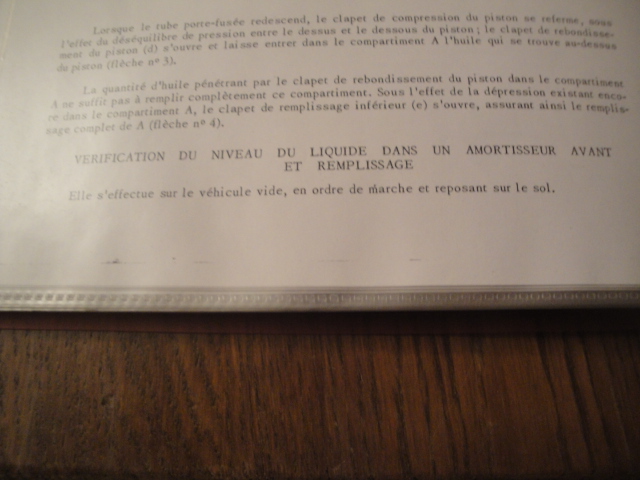 Lorsque le tube porte-fusée redescend, le clapet de compression du piston se referme, sous
l'effet du déséquilibre de pression entre le dessus et le dessous du piston ; le clapet de rebondisse-
ment du piston (d) s'ouvre et laisse entrer dans le compartiment A l'huile qui se trouve au-dessus
du piston (flèche nº 3).
La quantité d'huile pénétrant par le clapet de rebondissement du piston dans le compartiment
A ne suffit pas à remplir complètement ce compartiment. Sous l'effet de la dépression existant enco-
re dans le compartiment A, le clapet de remplissage inférieur (e) s'ouvre, assurant ainsi le remplis-
sage complet de A (flèche nº 4).
VERIFICATION DU NIVEAU DU LIQUIDE DANS UN AMORTISSEUR AVANT
ET REMPLISSAGE
Elle s'effectue sur le véhicule vide, en ordre de marche et reposant sur le sol.